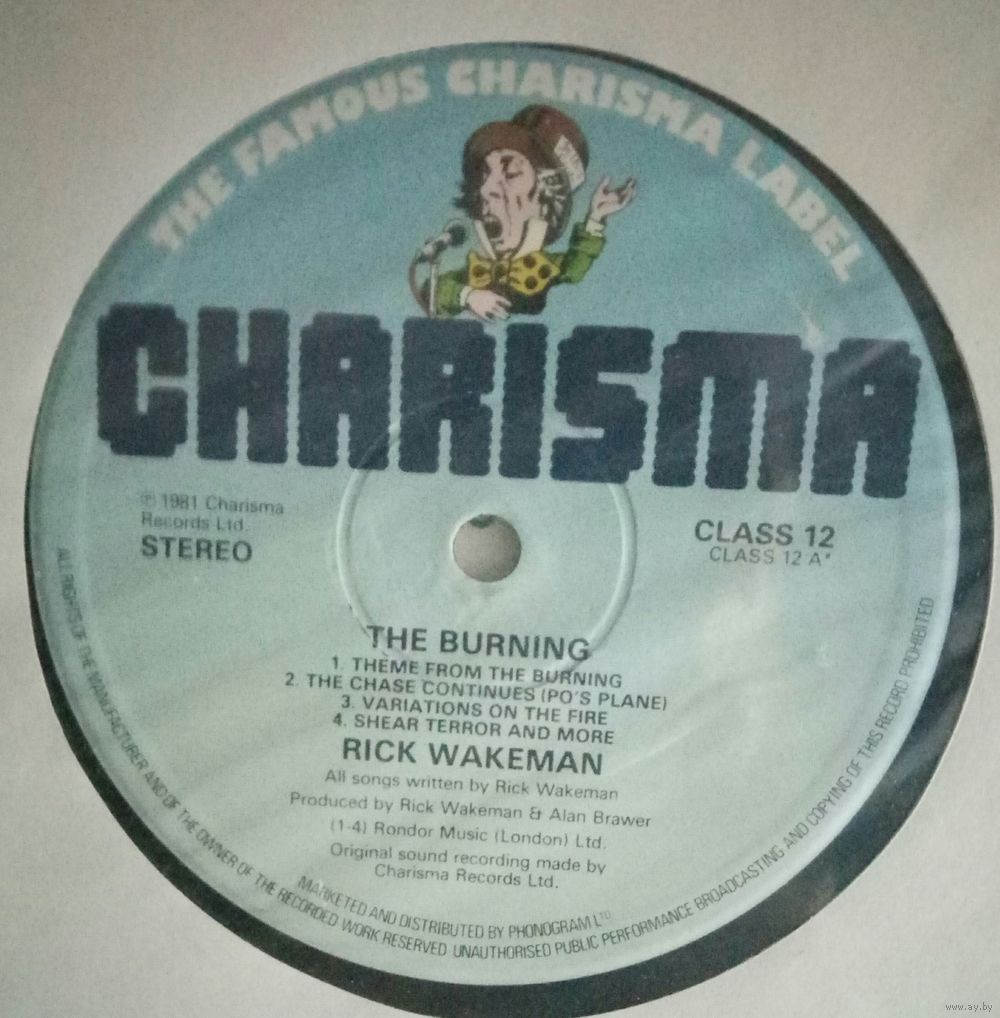 THE FAMOUS CHARISMA LABEL
CHARISMA
℗ 1981 Charisma
Records Ltd.
STEREO
CLASS 12
CLASS 12 A*
THE BURNING
1. THEME FROM THE BURNING
2. THE CHASE CONTINUES (PO'S PLANE)
3. VARIATIONS ON THE FIRE
4. SHEAR TERROR AND MORE
RICK WAKEMAN
All songs written by Rick Wakeman
Produced by Rick Wakeman & Alan Brawer
(1-4) Rondor Music (London) Ltd.
Original sound recording made by
Charisma Records Ltd.
MARKETED AND DISTRIBUTED BY PHONOGRAM LTD
ALL RIGHTS OF THE MANUFACTURER AND OF THE OWNER OF THE RECORDED WORK RESERVED UNAUTHORISED PUBLIC PERFORMANCE BROADCASTING AND COPYING OF THIS RECORD PROHIBITED
www.ay.by